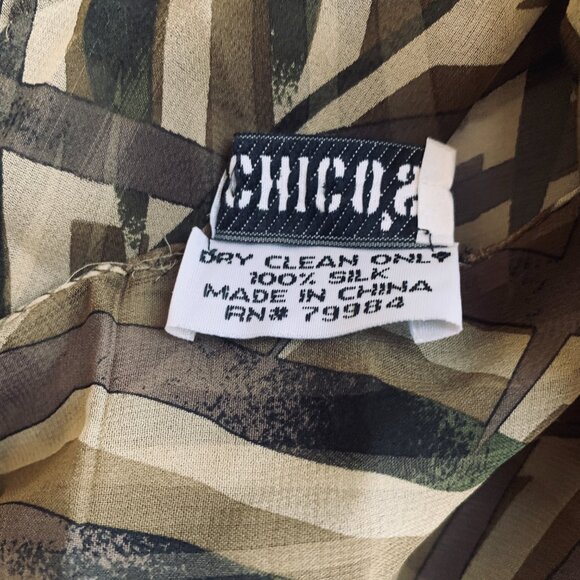 CHICO'S
DRY CLEAN ONLY
100% SILK
MADE IN CHINA
RN# 79984